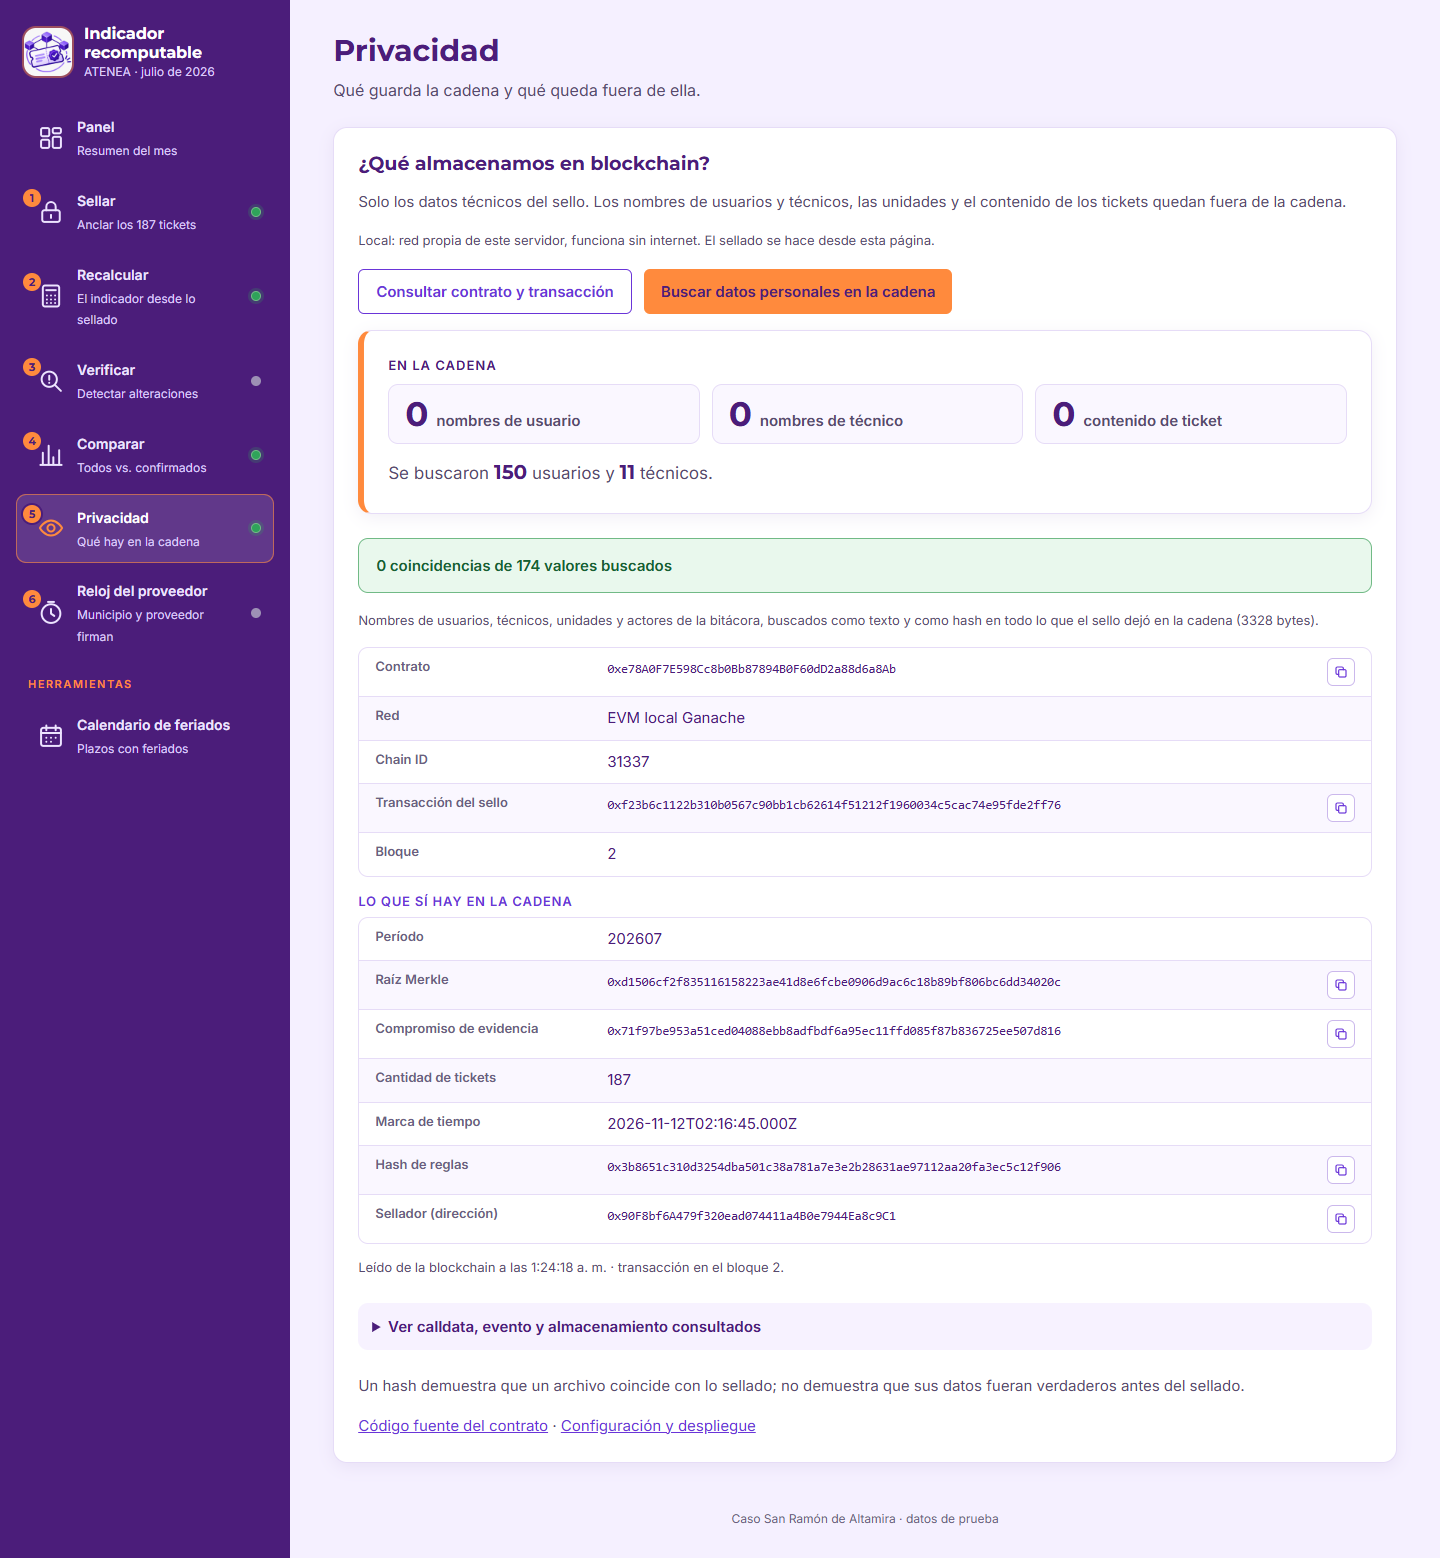 Indicador
recomputable
ATENEA · julio de 2026
Panel
Resumen del mes
1
Sellar
Anclar los 187 tickets
2
Recalcular
El indicador desde lo
sellado
3
Verificar
Detectar alteraciones
4
Comparar
Todos vs. confirmados
5
Privacidad
Qué hay en la cadena
6
Reloj del proveedor
Municipio y proveedor
firman
HERRAMIENTAS
Calendario de feriados
Plazos con feriados
Privacidad
Qué guarda la cadena y qué queda fuera de ella.
¿Qué almacenamos en blockchain?
Solo los datos técnicos del sello. Los nombres de usuarios y técnicos, las unidades y el contenido de los tickets quedan fuera de la cadena.
Local: red propia de este servidor, funciona sin internet. El sellado se hace desde esta página.
Consultar contrato y transacción
Buscar datos personales en la cadena
EN LA CADENA
0 nombres de usuario
0 nombres de técnico
0 contenido de ticket
Se buscaron 150 usuarios y 11 técnicos.
0 coincidencias de 174 valores buscados
Nombres de usuarios, técnicos, unidades y actores de la bitácora, buscados como texto y como hash en todo lo que el sello dejó en la cadena (3328 bytes).
Contrato 0xe78A0F7E598Cc8b0Bb87894B0F60dD2a88d6a8Ab
Red EVM local Ganache
Chain ID 31337
Transacción del sello 0xf23b6c1122b310b0567c90bb1cb62614f51212f1960034c5cac74e95fde2ff76
Bloque 2
LO QUE SÍ HAY EN LA CADENA
Período 202607
Raíz Merkle 0xd1506cf2f835116158223ae41d8e6fcbe0906d9ac6c18b89bf806bc6dd34020c
Compromiso de evidencia 0x71f97be953a51ced04088ebb8adfbdf6a95ec11ffd085f87b836725ee507d816
Cantidad de tickets 187
Marca de tiempo 2026-11-12T02:16:45.000Z
Hash de reglas 0x3b8651c310d3254dba501c38a781a7e3e2b28631ae97112aa20fa3ec5c12f906
Sellador (dirección) 0x90F8bf6A479f320ead074411a4B0e7944Ea8c9C1
Leído de la blockchain a las 1:24:18 a. m. · transacción en el bloque 2.
Ver calldata, evento y almacenamiento consultados
Un hash demuestra que un archivo coincide con lo sellado; no demuestra que sus datos fueran verdaderos antes del sellado.
Código fuente del contrato · Configuración y despliegue
Caso San Ramón de Altamira · datos de prueba